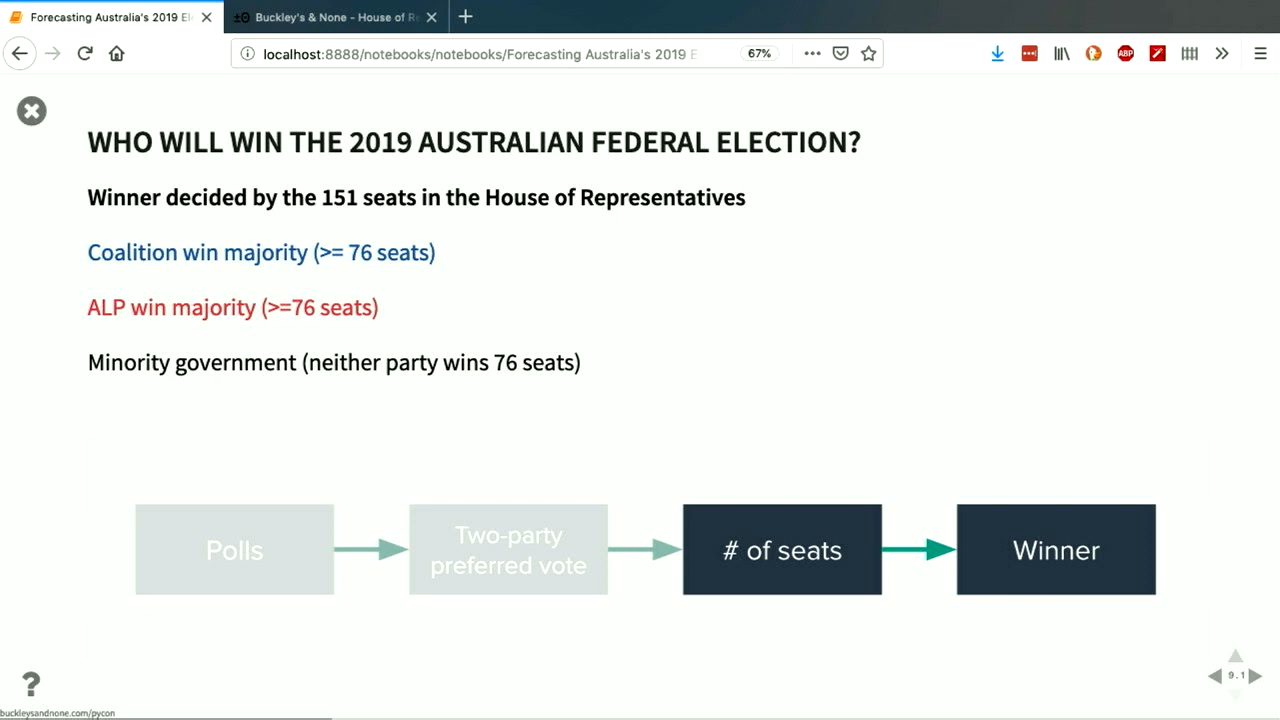 Forecasting Australia's 2019 El
±0 Buckley's & None - House of Re
localhost:8888/notebooks/notebooks/Forecasting Australia's 2019 E
67%
ABP
WHO WILL WIN THE 2019 AUSTRALIAN FEDERAL ELECTION?
Winner decided by the 151 seats in the House of Representatives
Coalition win majority (>= 76 seats)
ALP win majority (>=76 seats)
Minority government (neither party wins 76 seats)
Polls
Two-party
preferred vote
# of seats
Winner
?
9.1
buckleysandnone.com/pycon